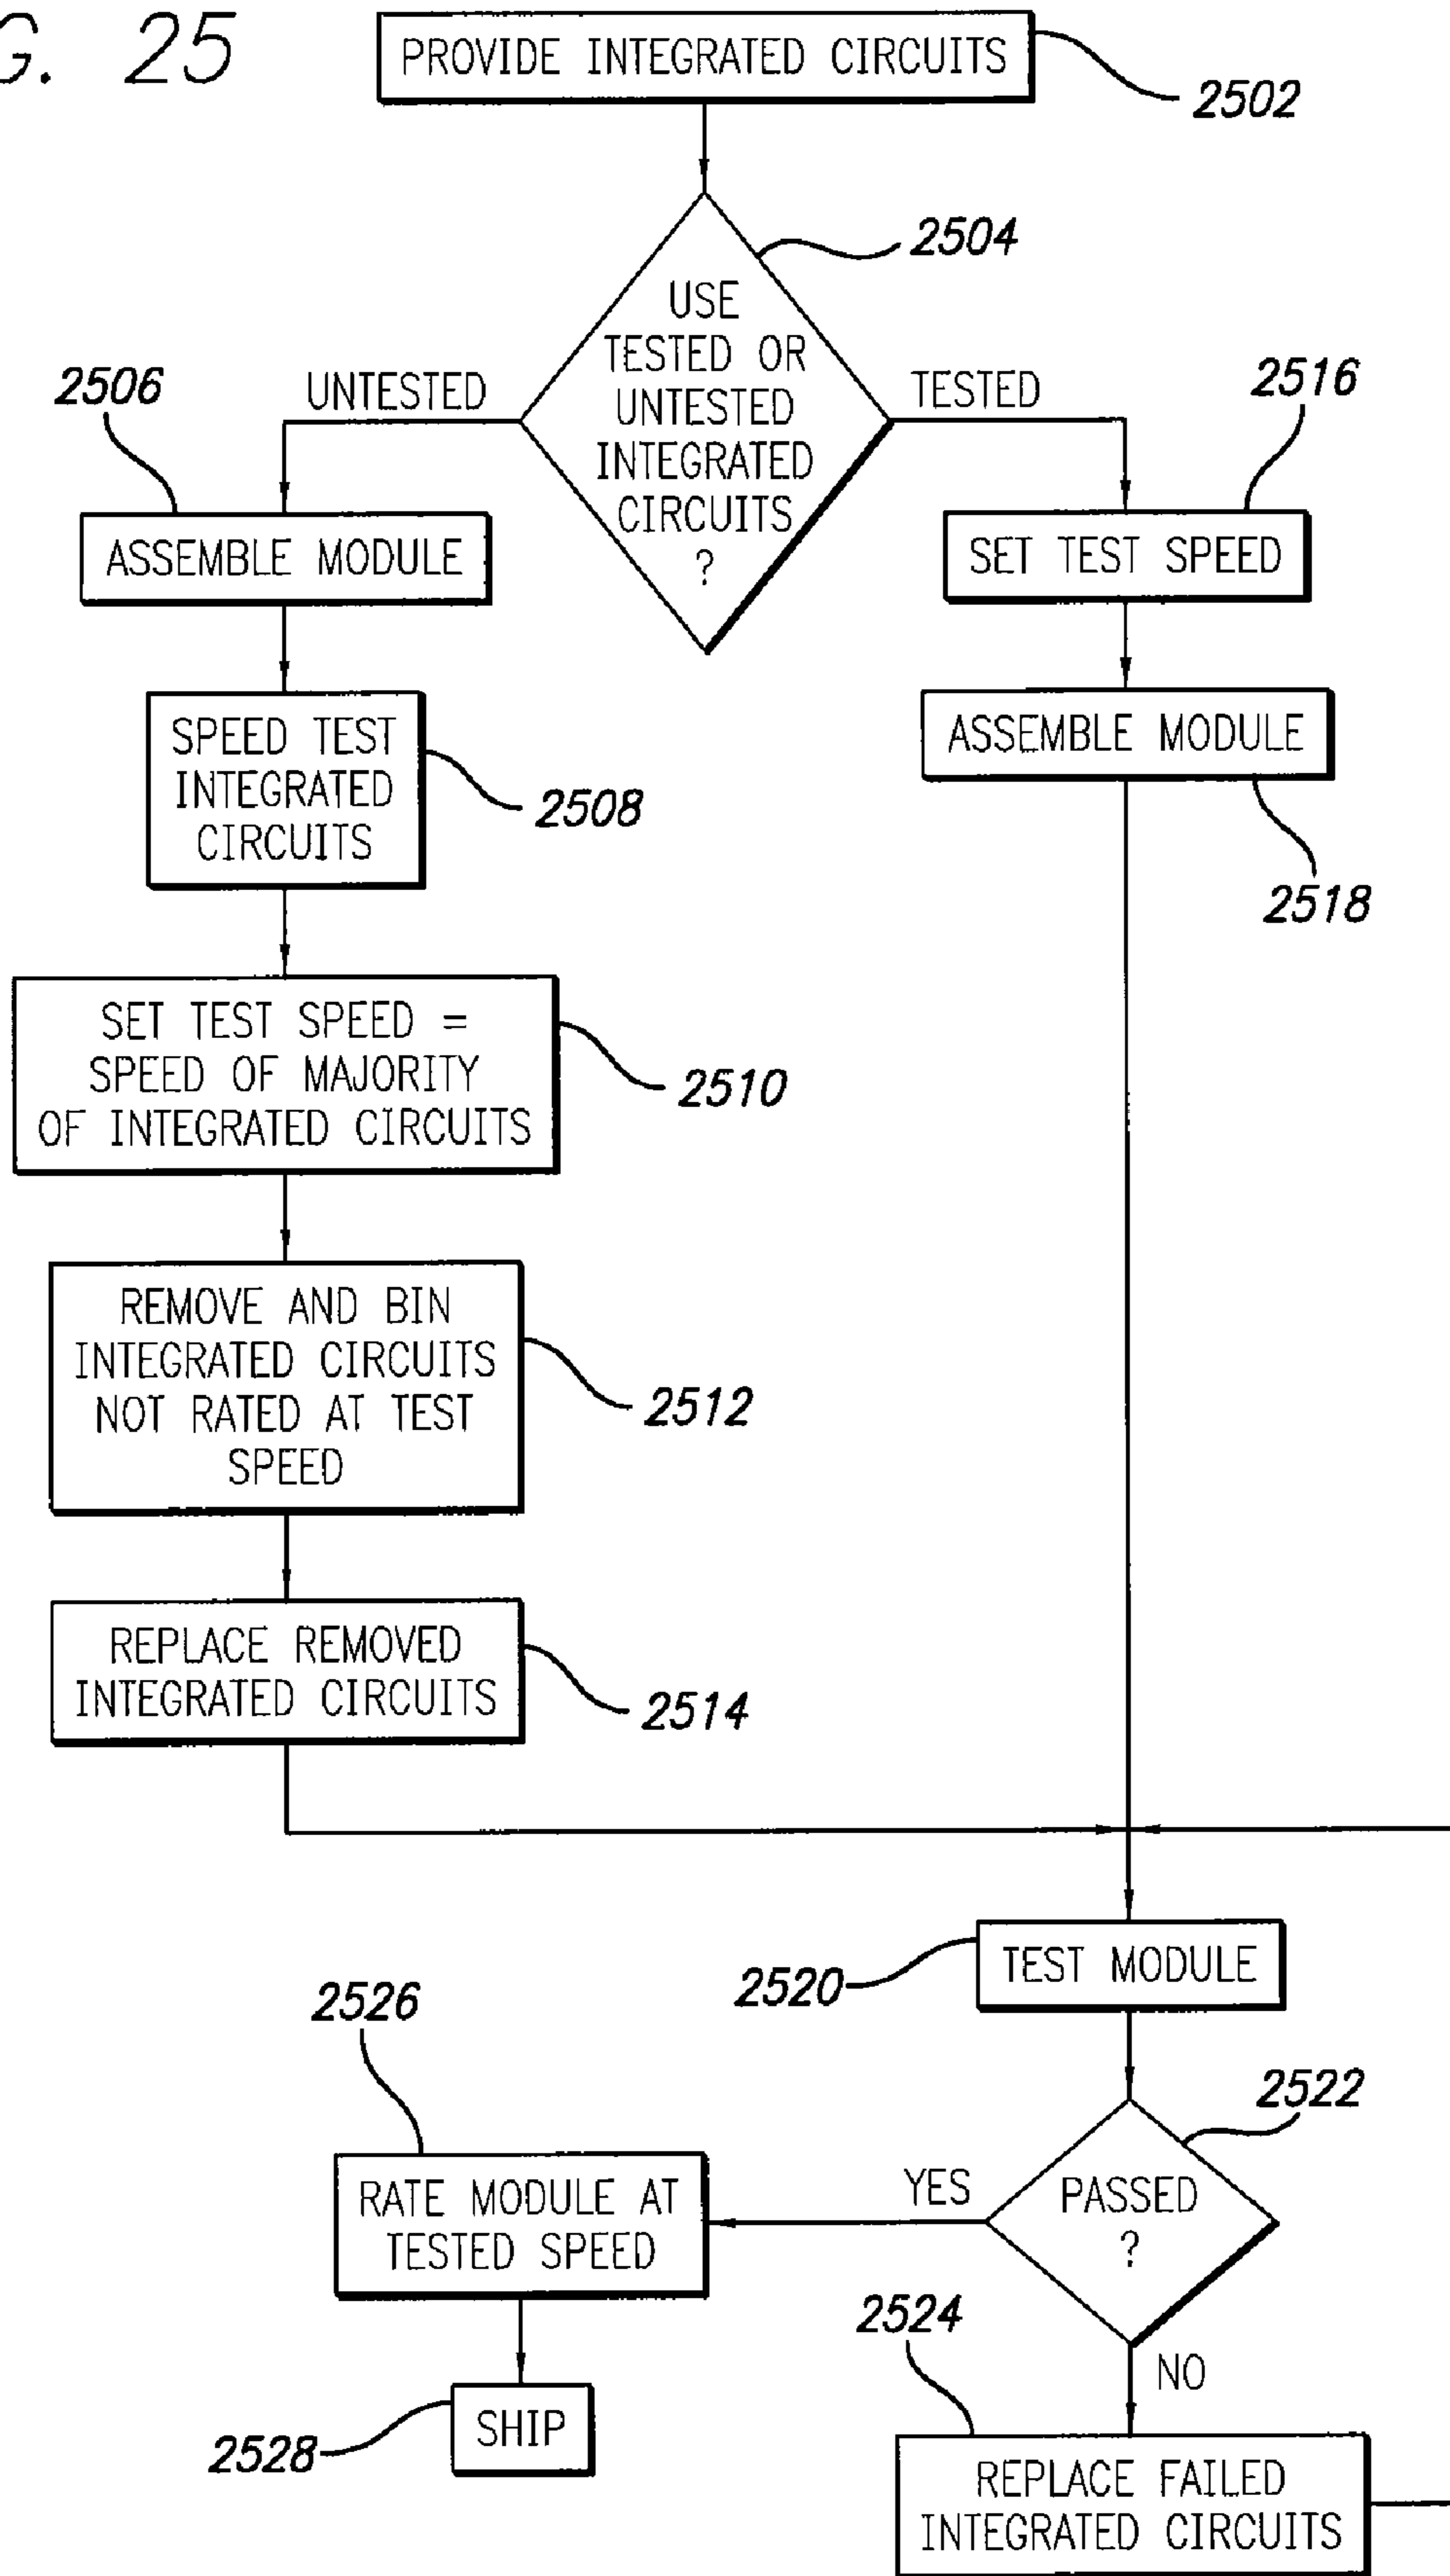 G. 25
PROVIDE INTEGRATED CIRCUITS
2502
2504
USE
TESTED OR
UNTESTED
INTEGRATED
CIRCUITS
?
UNTESTED
TESTED
2506
ASSEMBLE MODULE
2516
SET TEST SPEED
SPEED TEST
INTEGRATED
CIRCUITS
2508
ASSEMBLE MODULE
2518
SET TEST SPEED =
SPEED OF MAJORITY
OF INTEGRATED CIRCUITS
2510
REMOVE AND BIN
INTEGRATED CIRCUITS
NOT RATED AT TEST
SPEED
2512
REPLACE REMOVED
INTEGRATED CIRCUITS
2514
TEST MODULE
2520
2522
PASSED
?
YES
2526
RATE MODULE AT
TESTED SPEED
NO
2528
SHIP
2524
REPLACE FAILED
INTEGRATED CIRCUITS